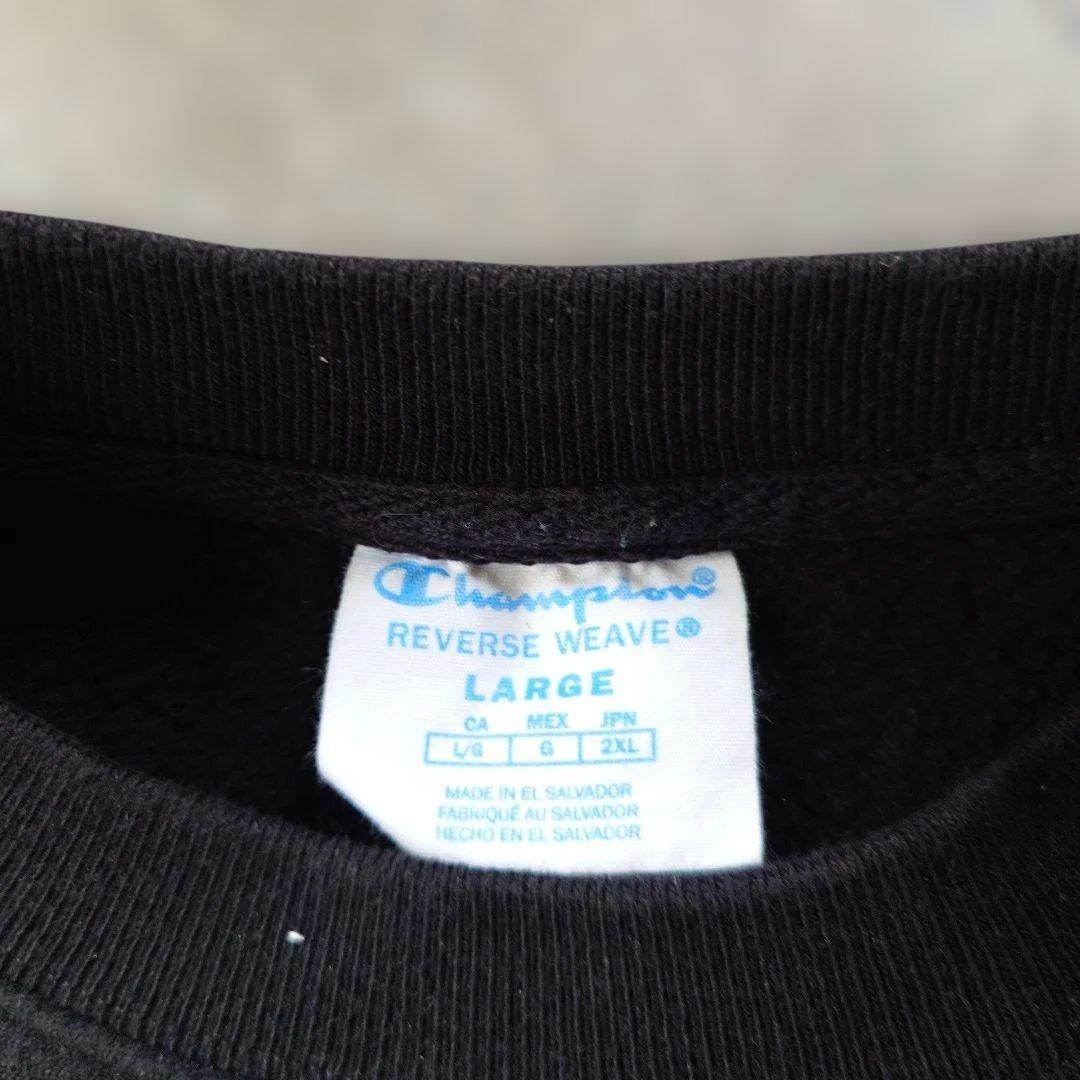 Champion®
REVERSE WEAVE®
LARGE
CA MEX JPN
L/G G 2XL
MADE IN EL SALVADOR
FABRIQUÉ AU SALVADOR
HECHO EN EL SALVADOR